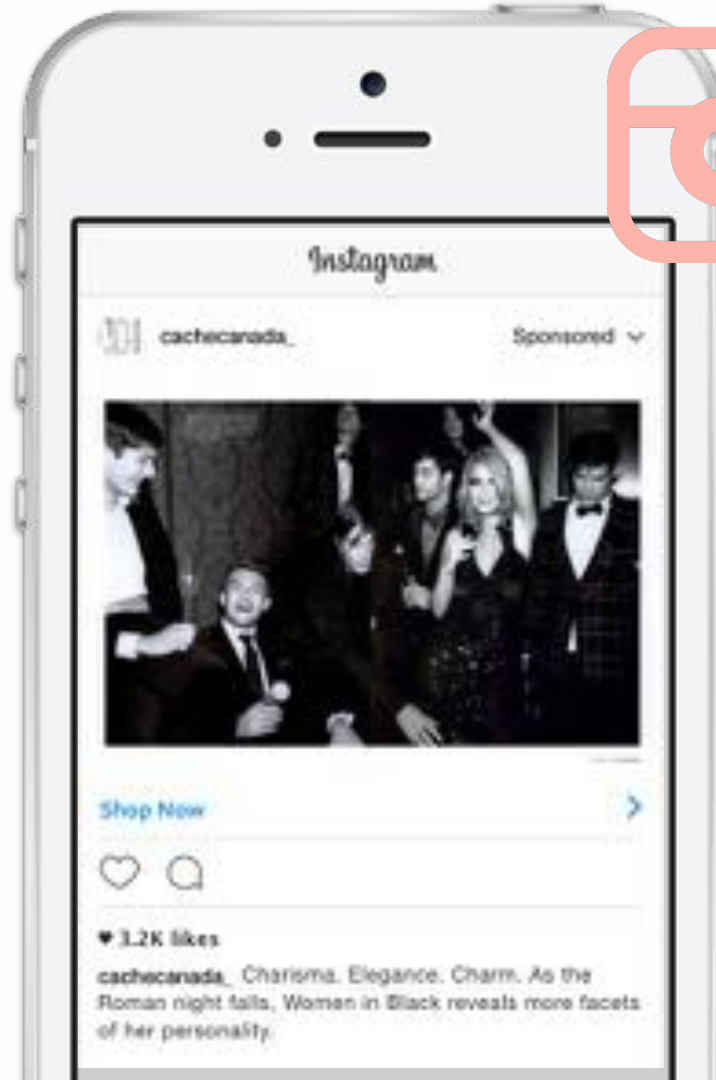 Instagram
cachecanada_ Sponsored
Shop Now
3.2K likes
cachecanada_ Charisma. Elegance. Charm. As the
Roman night falls, Women in Black reveals more facets
of her personality.